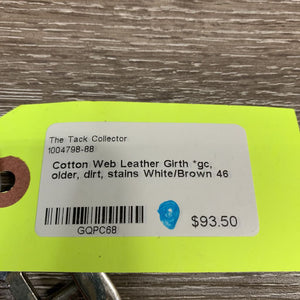 The Tack Collector
1004798-88
Cotton Web Leather Girth *gc,
older, dirt, stains White/Brown 46
GQPC68
$93.50